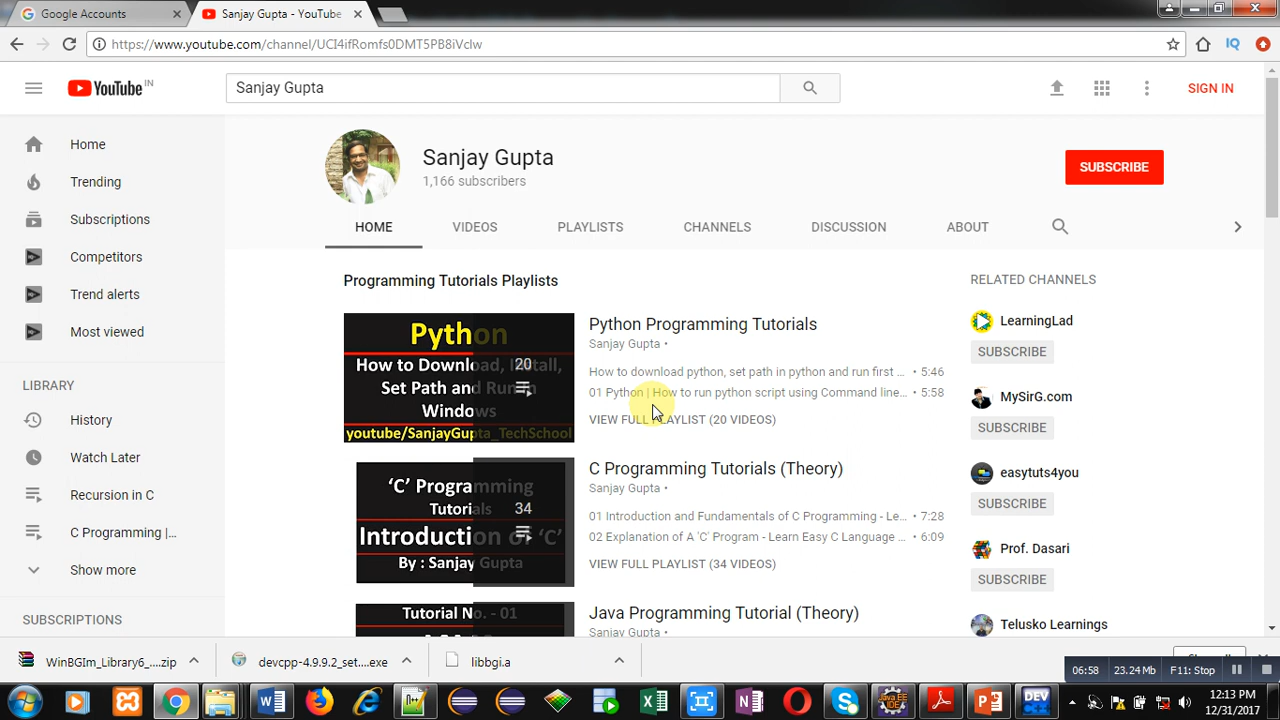 Google Accounts
Sanjay Gupta - YouTube
https://www.youtube.com/channel/UCI4ifRomfs0DMT5PB8iVclw
YouTube IN
Sanjay Gupta
SIGN IN
Home
Trending
Subscriptions
Competitors
Trend alerts
Most viewed
LIBRARY
History
Watch Later
Recursion in C
C Programming |...
Show more
SUBSCRIPTIONS
Sanjay Gupta
1,166 subscribers
SUBSCRIBE
HOME
VIDEOS
PLAYLISTS
CHANNELS
DISCUSSION
ABOUT
Programming Tutorials Playlists
Python
How to Download, Install,
Set Path and Run in
Windows
youtube/SanjayGupta_TechSchool
20
Python Programming Tutorials
Sanjay Gupta •
How to download python, set path in python and run first ... • 5:46
01 Python | How to run python script using Command line... • 5:58
VIEW FULL PLAYLIST (20 VIDEOS)
‘C’ Programming
Tutorials
Introduction of ‘C’
By : Sanjay Gupta
34
C Programming Tutorials (Theory)
Sanjay Gupta •
01 Introduction and Fundamentals of C Programming - Le... • 7:28
02 Explanation of A 'C' Program - Learn Easy C Language ... • 6:09
VIEW FULL PLAYLIST (34 VIDEOS)
Tutorial No. - 01
Java Programming Tutorial (Theory)
Sanjay Gupta •
RELATED CHANNELS
LearningLad
SUBSCRIBE
MySirG.com
SUBSCRIBE
easytuts4you
SUBSCRIBE
Prof. Dasari
SUBSCRIBE
Telusko Learnings
WinBGIm_Library6_....zip
devcpp-4.9.9.2_set....exe
libbgi.a
06:58
23.24 MB
F11: Stop
12:13 PM
12/31/2017